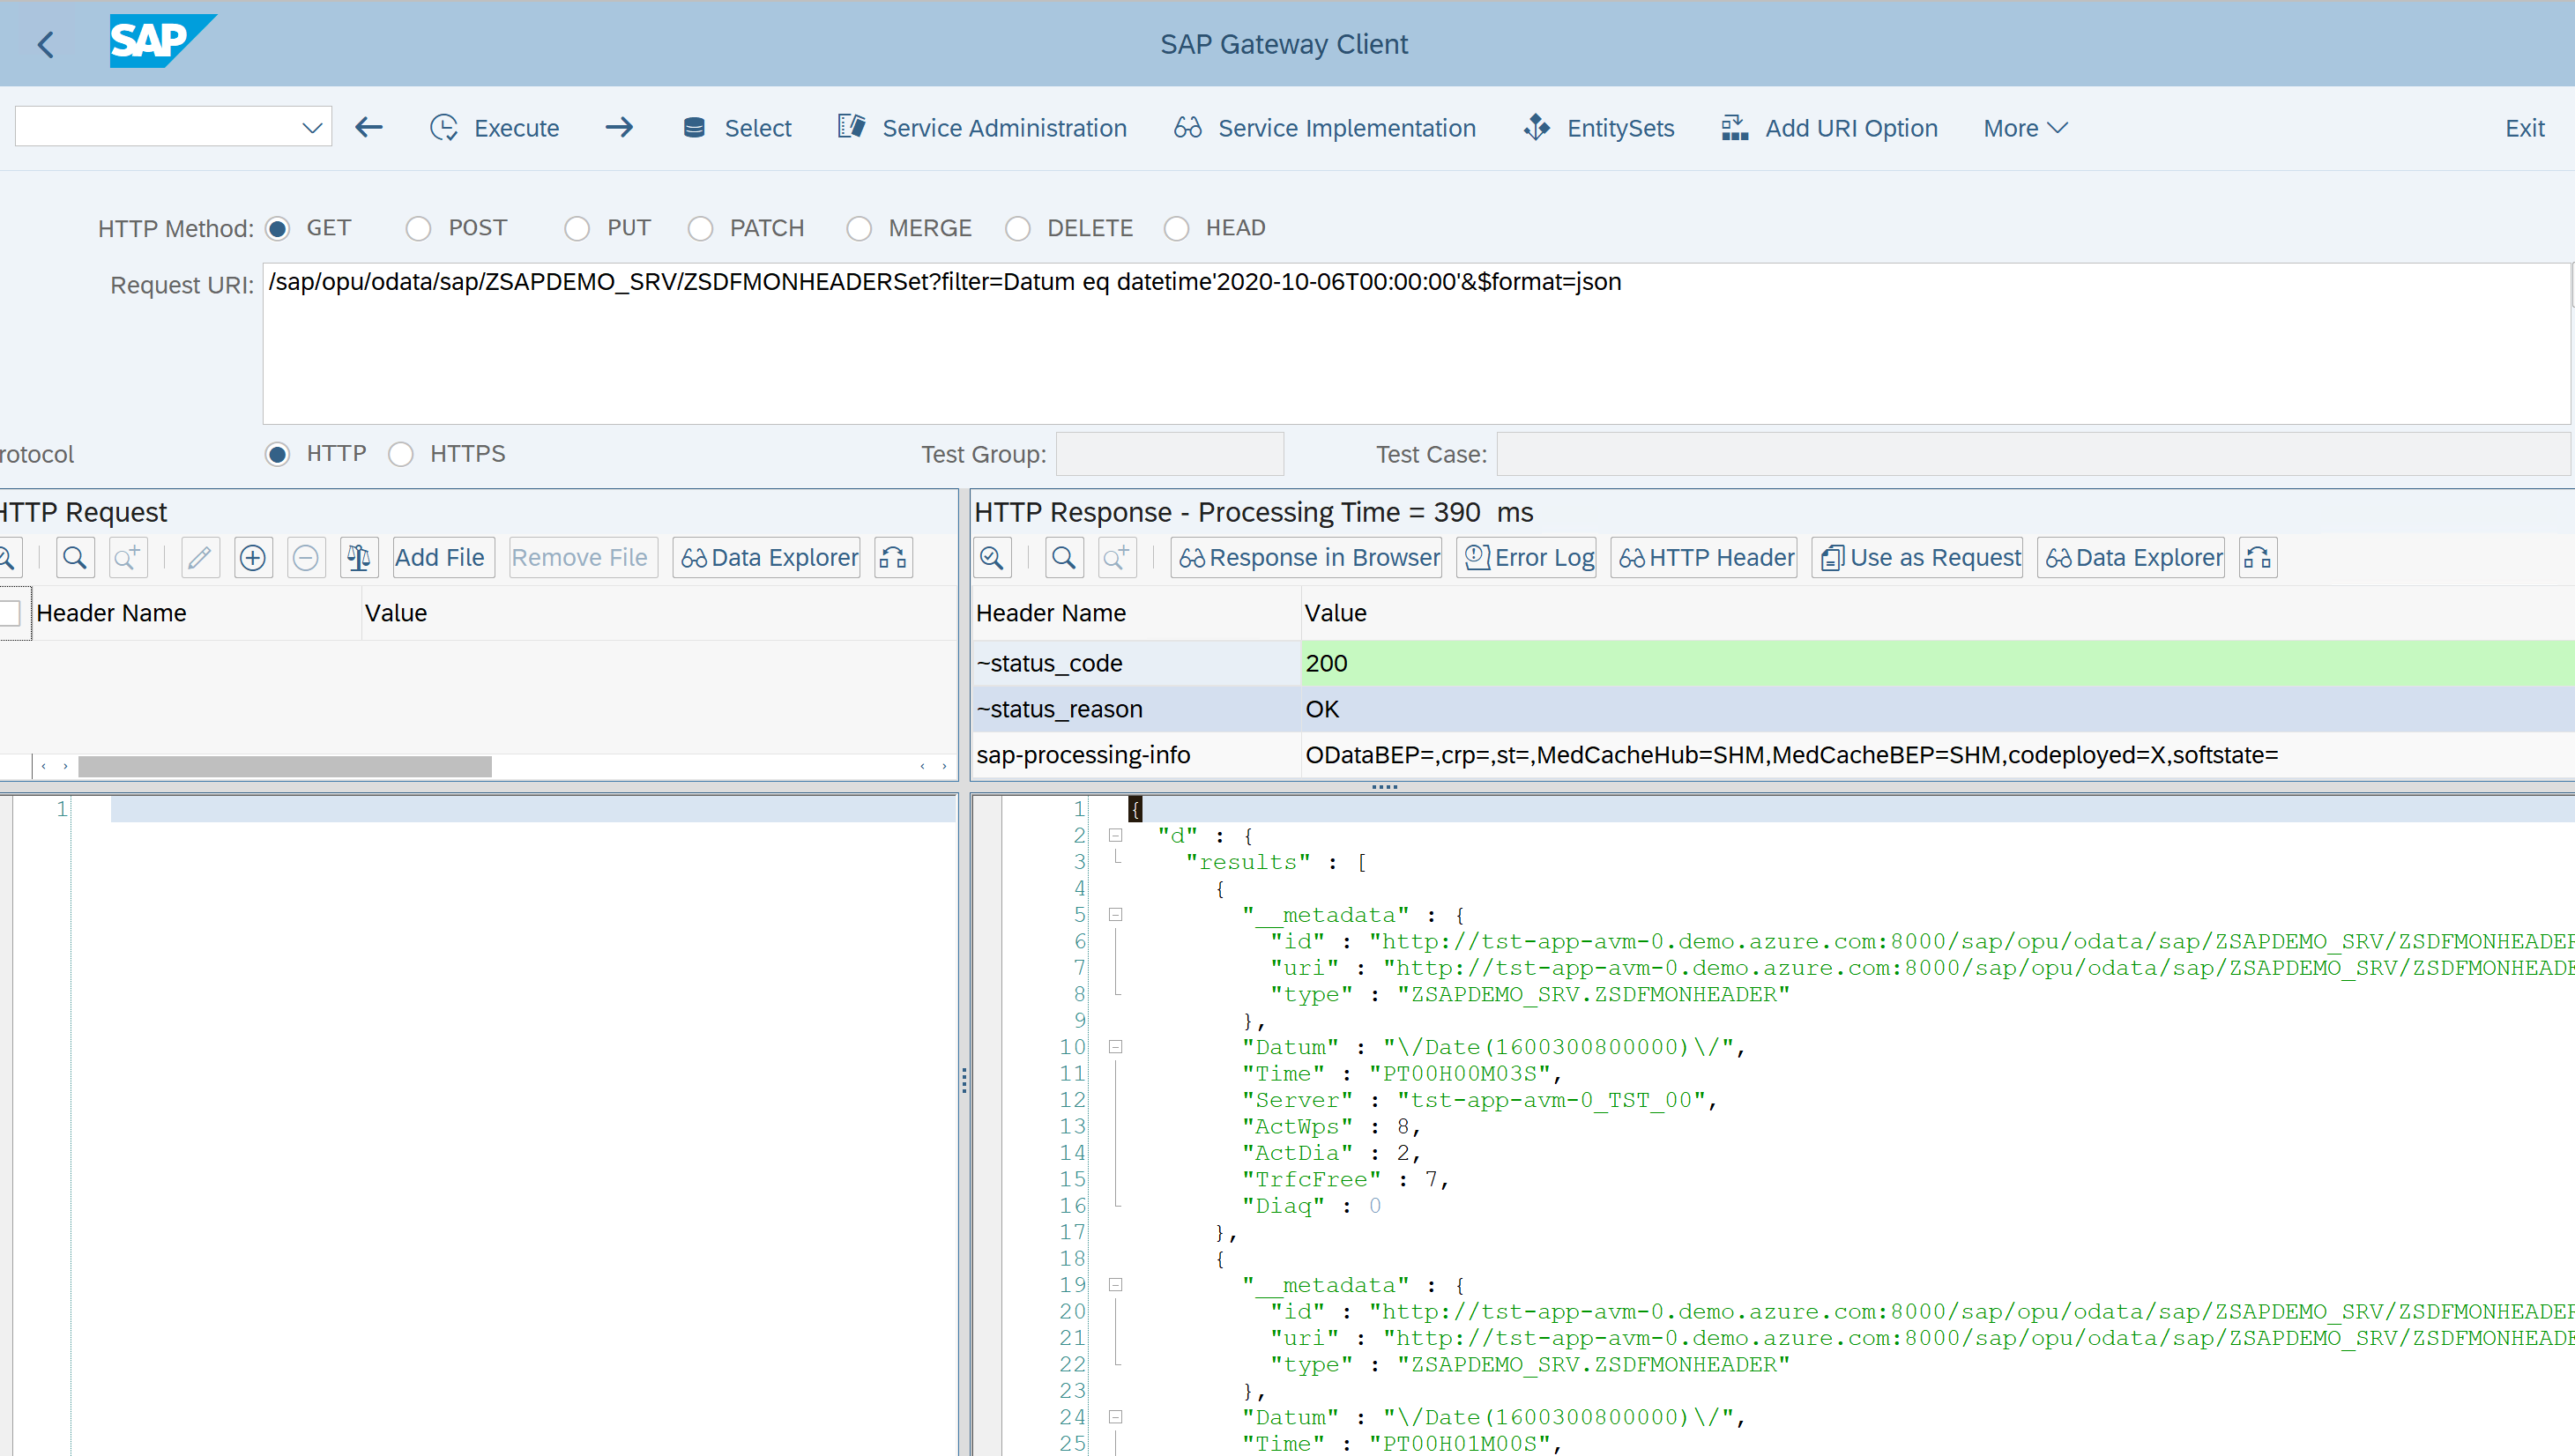 SAP
SAP Gateway Client
Execute Select Service Administration Service Implementation EntitySets Add URI Option More Exit
HTTP Method: GET POST PUT PATCH MERGE DELETE HEAD
Request URI: /sap/opu/odata/sap/ZSAPDEMO_SRV/ZSDFMONHEADERSet?filter=Datum eq datetime'2020-10-06T00:00:00'&$format=json
rotocol HTTP HTTPS Test Group: Test Case:
HTTP Request
Add File Remove File Data Explorer
Header Name Value
1
HTTP Response - Processing Time = 390 ms
Response in Browser Error Log HTTP Header Use as Request Data Explorer
Header Name Value
~status_code 200
~status_reason OK
sap-processing-info ODataBEP=,crp=,st=,MedCacheHub=SHM,MedCacheBEP=SHM,codeployed=X,softstate=
1 {
2 "d" : {
3 "results" : [
4 {
5 "__metadata" : {
6 "id" : "http://tst-app-avm-0.demo.azure.com:8000/sap/opu/odata/sap/ZSAPDEMO_SRV/ZSDFMONHEADER
7 "uri" : "http://tst-app-avm-0.demo.azure.com:8000/sap/opu/odata/sap/ZSAPDEMO_SRV/ZSDFMONHEADE
8 "type" : "ZSAPDEMO_SRV.ZSDFMONHEADER"
9 },
10 "Datum" : "\/Date(1600300800000)\/",
11 "Time" : "PT00H00M03S",
12 "Server" : "tst-app-avm-0_TST_00",
13 "ActWps" : 8,
14 "ActDia" : 2,
15 "TrfcFree" : 7,
16 "Diaq" : 0
17 },
18 {
19 "__metadata" : {
20 "id" : "http://tst-app-avm-0.demo.azure.com:8000/sap/opu/odata/sap/ZSAPDEMO_SRV/ZSDFMONHEADER
21 "uri" : "http://tst-app-avm-0.demo.azure.com:8000/sap/opu/odata/sap/ZSAPDEMO_SRV/ZSDFMONHEADE
22 "type" : "ZSAPDEMO_SRV.ZSDFMONHEADER"
23 },
24 "Datum" : "\/Date(1600300800000)\/",
25 "Time" : "PT00H01M00S",